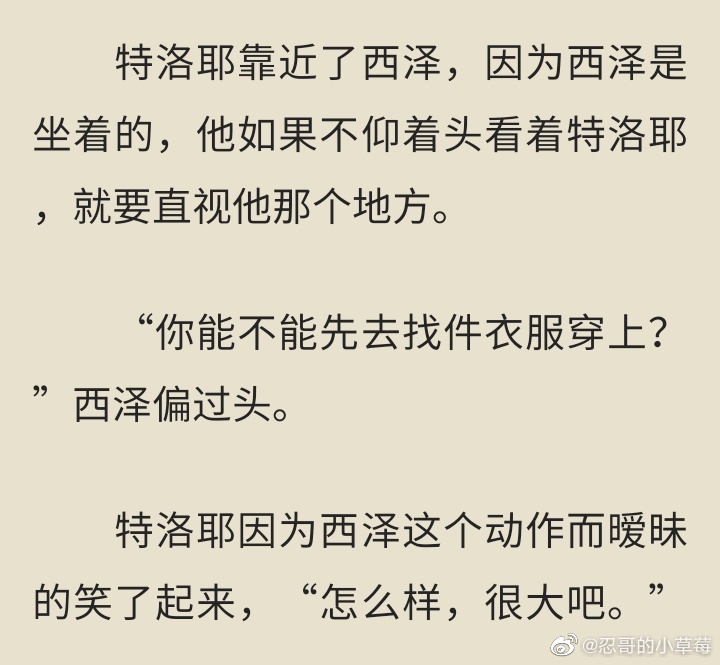 特洛耶靠近了西泽，因为西泽是
坐着的，他如果不仰着头看着特洛耶
，就要直视他那个地方。
“你能不能先去找件衣服穿上？
”西泽偏过头。
特洛耶因为西泽这个动作而暧昧
的笑了起来，“怎么样，很大吧。”
@忍哥的小草莓